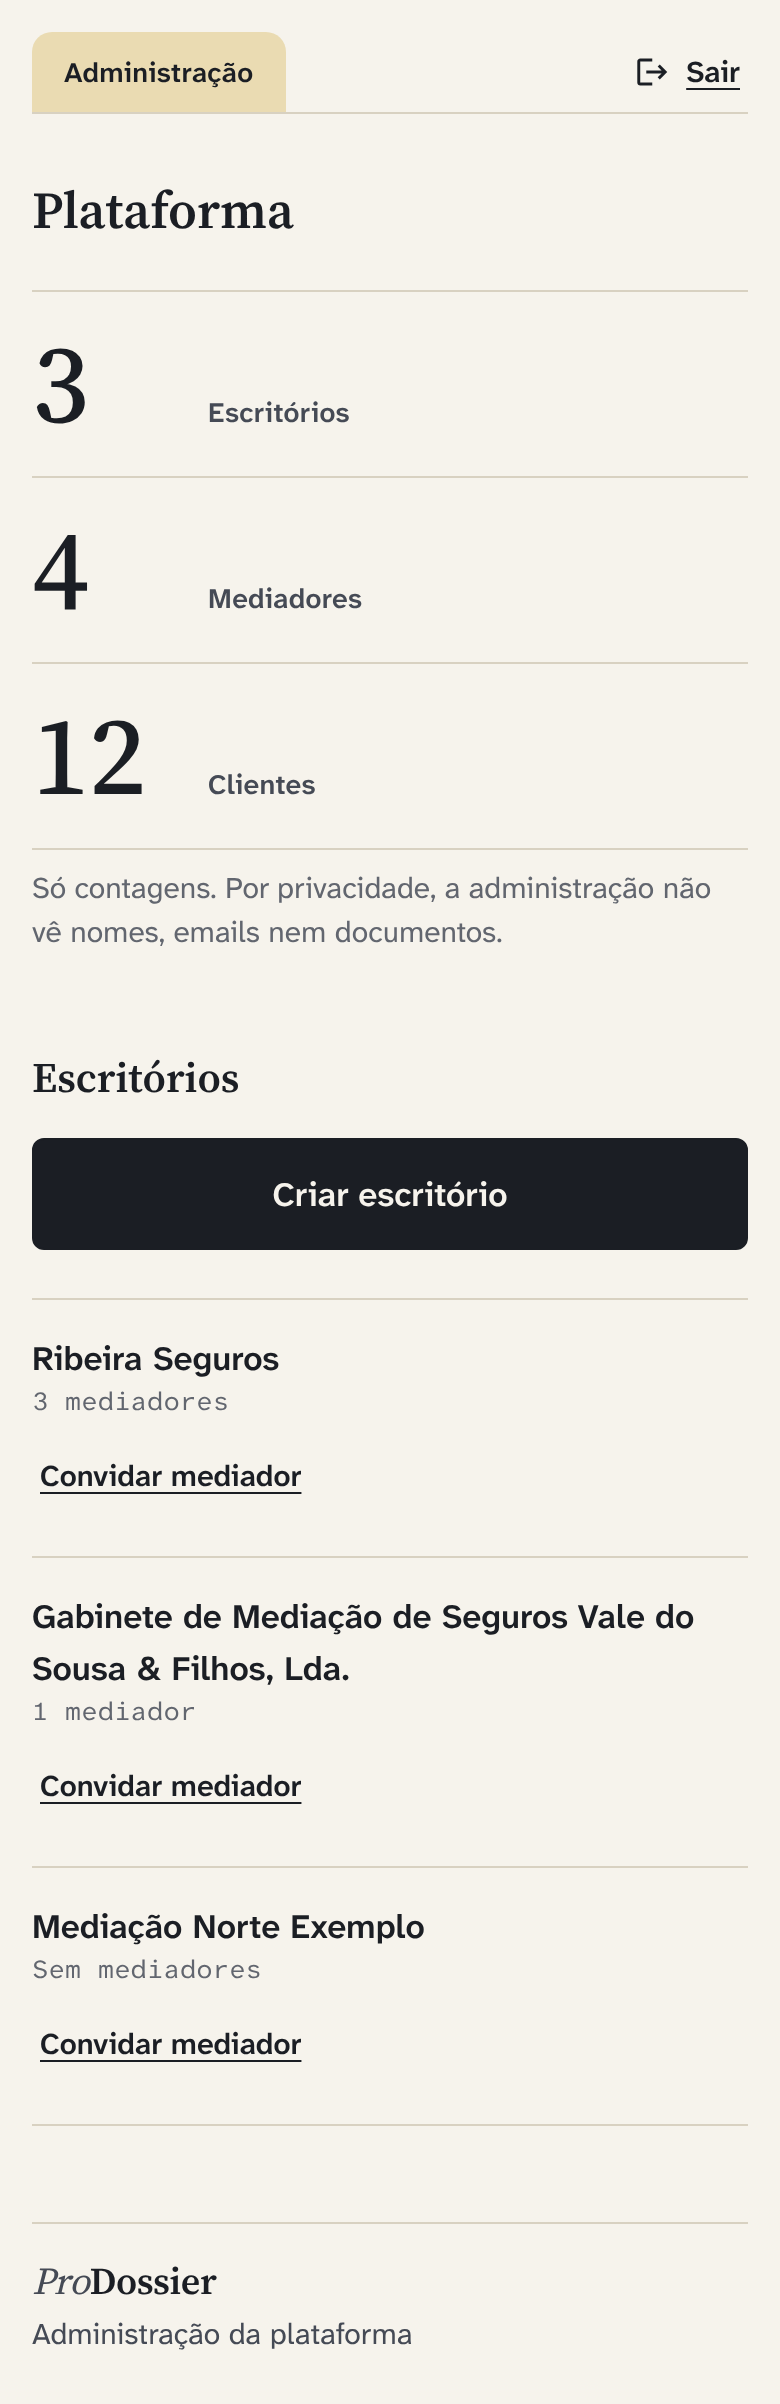 Administração
Sair
Plataforma
3
Escritórios
4
Mediadores
12
Clientes
Só contagens. Por privacidade, a administração não
vê nomes, emails nem documentos.
Escritórios
Criar escritório
Ribeira Seguros
3 mediadores
Convidar mediador
Gabinete de Mediação de Seguros Vale do
Sousa & Filhos, Lda.
1 mediador
Convidar mediador
Mediação Norte Exemplo
Sem mediadores
Convidar mediador
ProDossier
Administração da plataforma